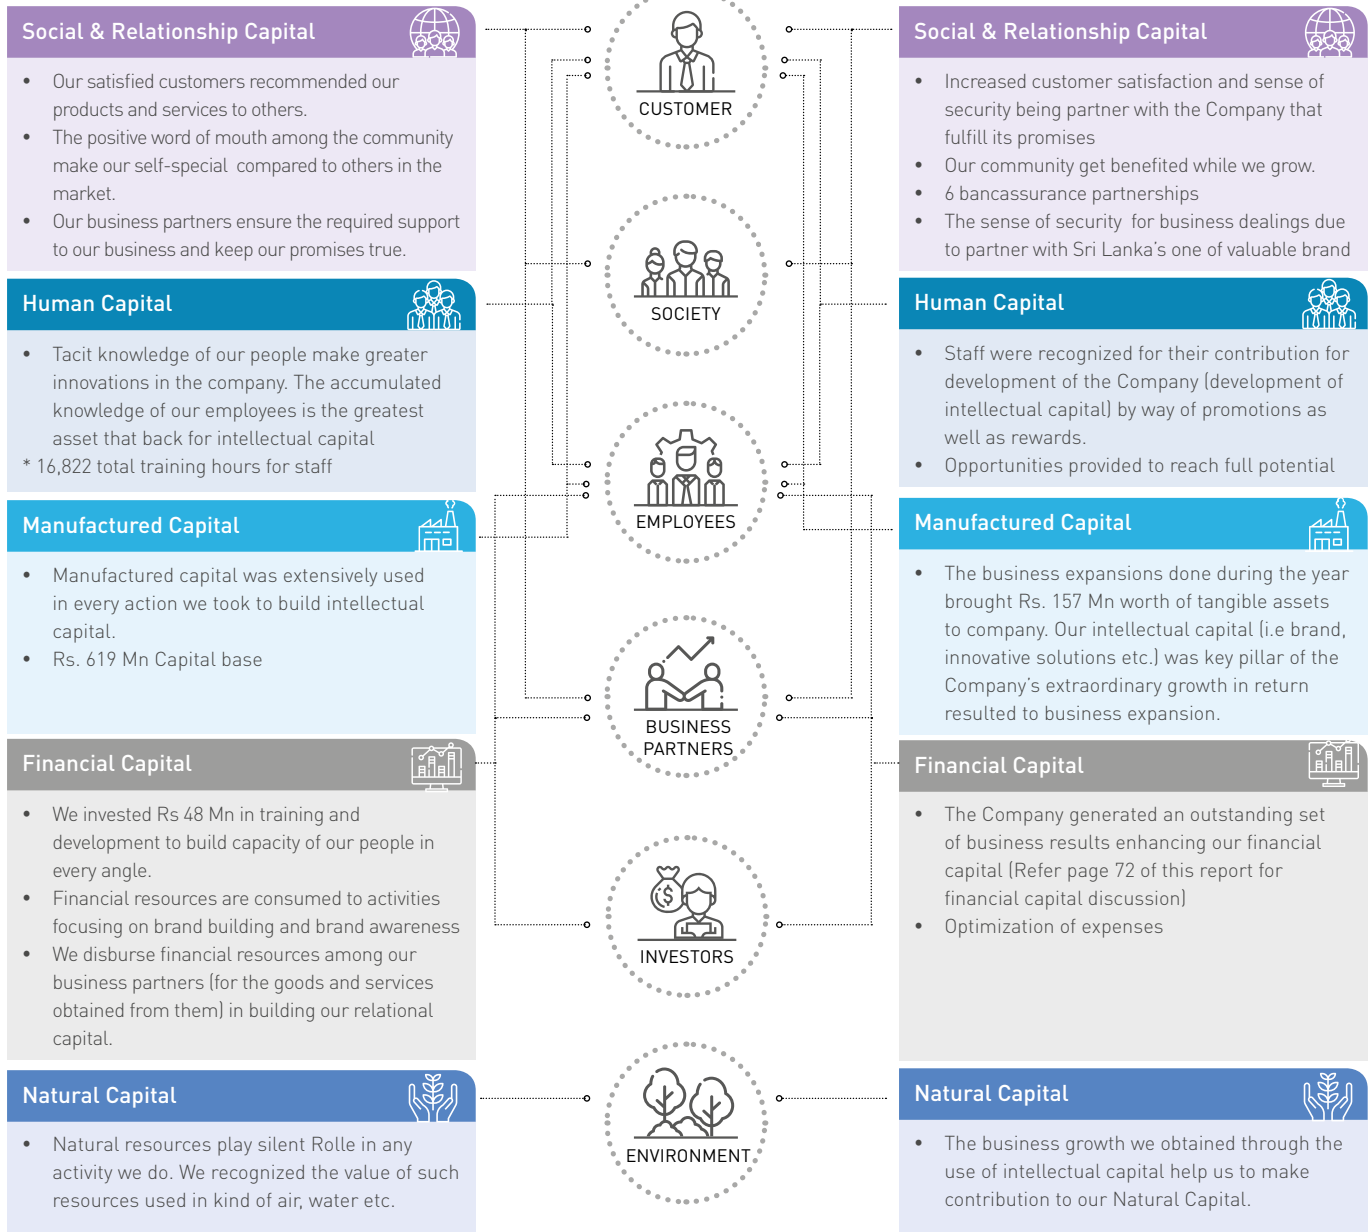 Social & Relationship Capital
• Our satisfied customers recommended our
products and services to others.
• The positive word of mouth among the community
make our self-special compared to others in the
market.
• Our business partners ensure the required support
to our business and keep our promises true.
Human Capital
• Tacit knowledge of our people make greater
innovations in the company. The accumulated
knowledge of our employees is the greatest
asset that back for intellectual capital
* 16,822 total training hours for staff
Manufactured Capital
• Manufactured capital was extensively used
in every action we took to build intellectual
capital.
• Rs. 619 Mn Capital base
Financial Capital
• We invested Rs 48 Mn in training and
development to build capacity of our people in
every angle.
• Financial resources are consumed to activities
focusing on brand building and brand awareness
• We disburse financial resources among our
business partners (for the goods and services
obtained from them) in building our relational
capital.
Natural Capital
• Natural resources play silent Rolle in any
activity we do. We recognized the value of such
resources used in kind of air, water etc.
CUSTOMER
SOCIETY
EMPLOYEES
BUSINESS
PARTNERS
$
INVESTORS
ENVIRONMENT
Social & Relationship Capital
• Increased customer satisfaction and sense of
security being partner with the Company that
fulfill its promises
• Our community get benefited while we grow.
• 6 bancassurance partnerships
• The sense of security for business dealings due
to partner with Sri Lanka's one of valuable brand
Human Capital
• Staff were recognized for their contribution for
development of the Company (development of
intellectual capital) by way of promotions as
well as rewards.
• Opportunities provided to reach full potential
Manufactured Capital
• The business expansions done during the year
brought Rs. 157 Mn worth of tangible assets
to company. Our intellectual capital (i.e brand,
innovative solutions etc.) was key pillar of the
Company's extraordinary growth in return
resulted to business expansion.
Financial Capital
• The Company generated an outstanding set
of business results enhancing our financial
capital (Refer page 72 of this report for
financial capital discussion)
• Optimization of expenses
Natural Capital
• The business growth we obtained through the
use of intellectual capital help us to make
contribution to our Natural Capital.